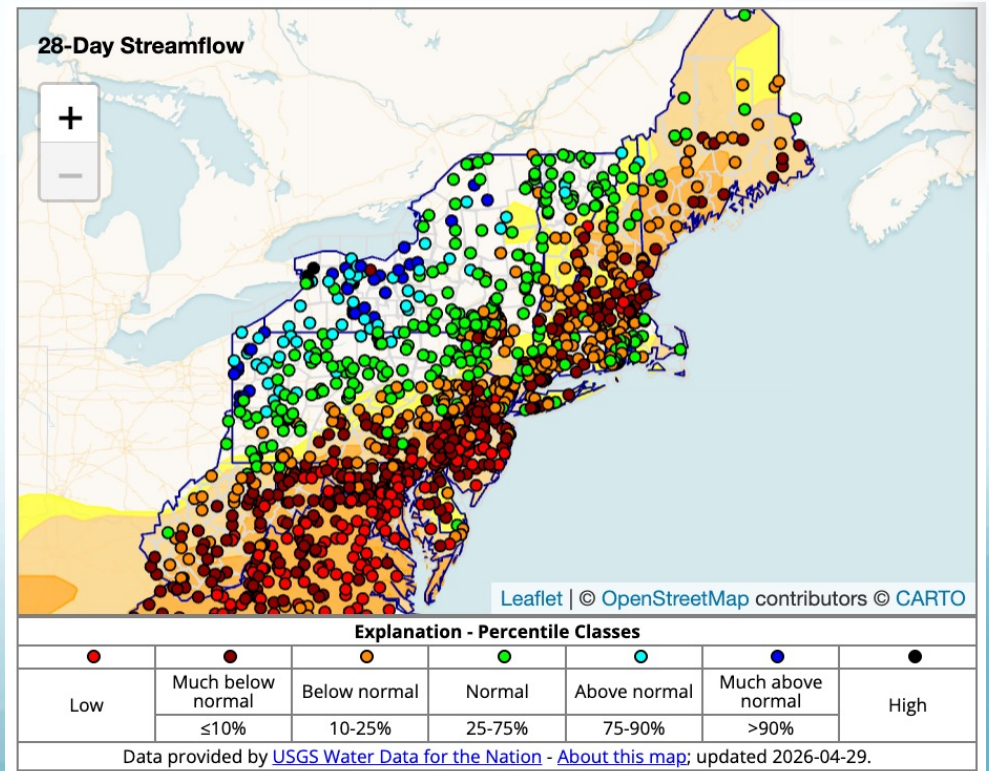 28-Day Streamflow
+
−
Leaflet | © OpenStreetMap contributors © CARTO
Explanation - Percentile Classes
Low
Much below normal
Below normal
Normal
Above normal
Much above normal
High
≤10%
10-25%
25-75%
75-90%
>90%
Data provided by USGS Water Data for the Nation - About this map; updated 2026-04-29.